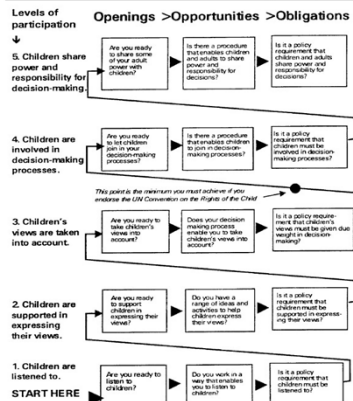 Levels of
participation
Openings >Opportunities >Obligations
5. Children share
power and
responsibility for
decision-making.
Are you ready
to share some
of your adult
power with
children?
Is there a procedure
that enables children
and adults to share
power and
responsibility for
decisions?
Is it a policy
requirement that
children and adults
share power and
responsibility for
decisions?
4. Children are
involved in
decision-making
processes.
Are you ready
to let children
join in your
decision-making
processes?
Is there a procedure
that enables children
to join in decision-
making processes?
Is it a policy
requirement that
children must be
involved in decision-
making processes?
This point is the minimum you must achieve if you
endorse the UN Convention on the Rights of the Child
3. Children's
views are taken
into account.
Are you ready to
take children's
views into
account?
Does your decision
making process
enable you to take
children's views into
account?
Is it a policy require-
ment that children's
views must be given due
weight in decision-
making?
2. Children are
supported in
expressing
their views.
Are you ready
to support
children in
expressing
their views?
Do you have a
range of ideas and
activities to help
children express
their views?
Is it a policy
requirement that
children must be
supported in express-
ing their views?
1. Children are
listened to.
START HERE
Are you ready to
listen to
children?
Do you work in a
way that enables
you to listen to
children?
Is it a policy
requirement that
children must be
listened to?